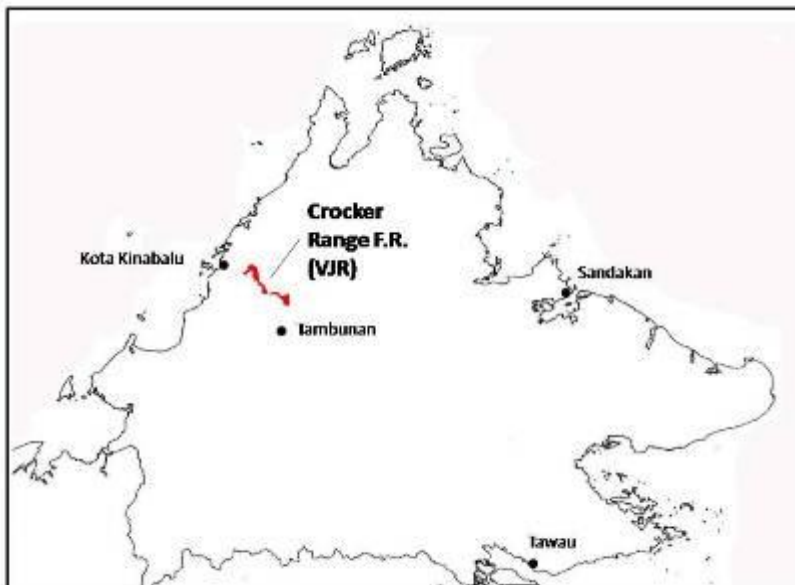 Crocker
Range F.R.
(VJR)
Kota Kinabalu
Sandakan
Tambunan
Tawau